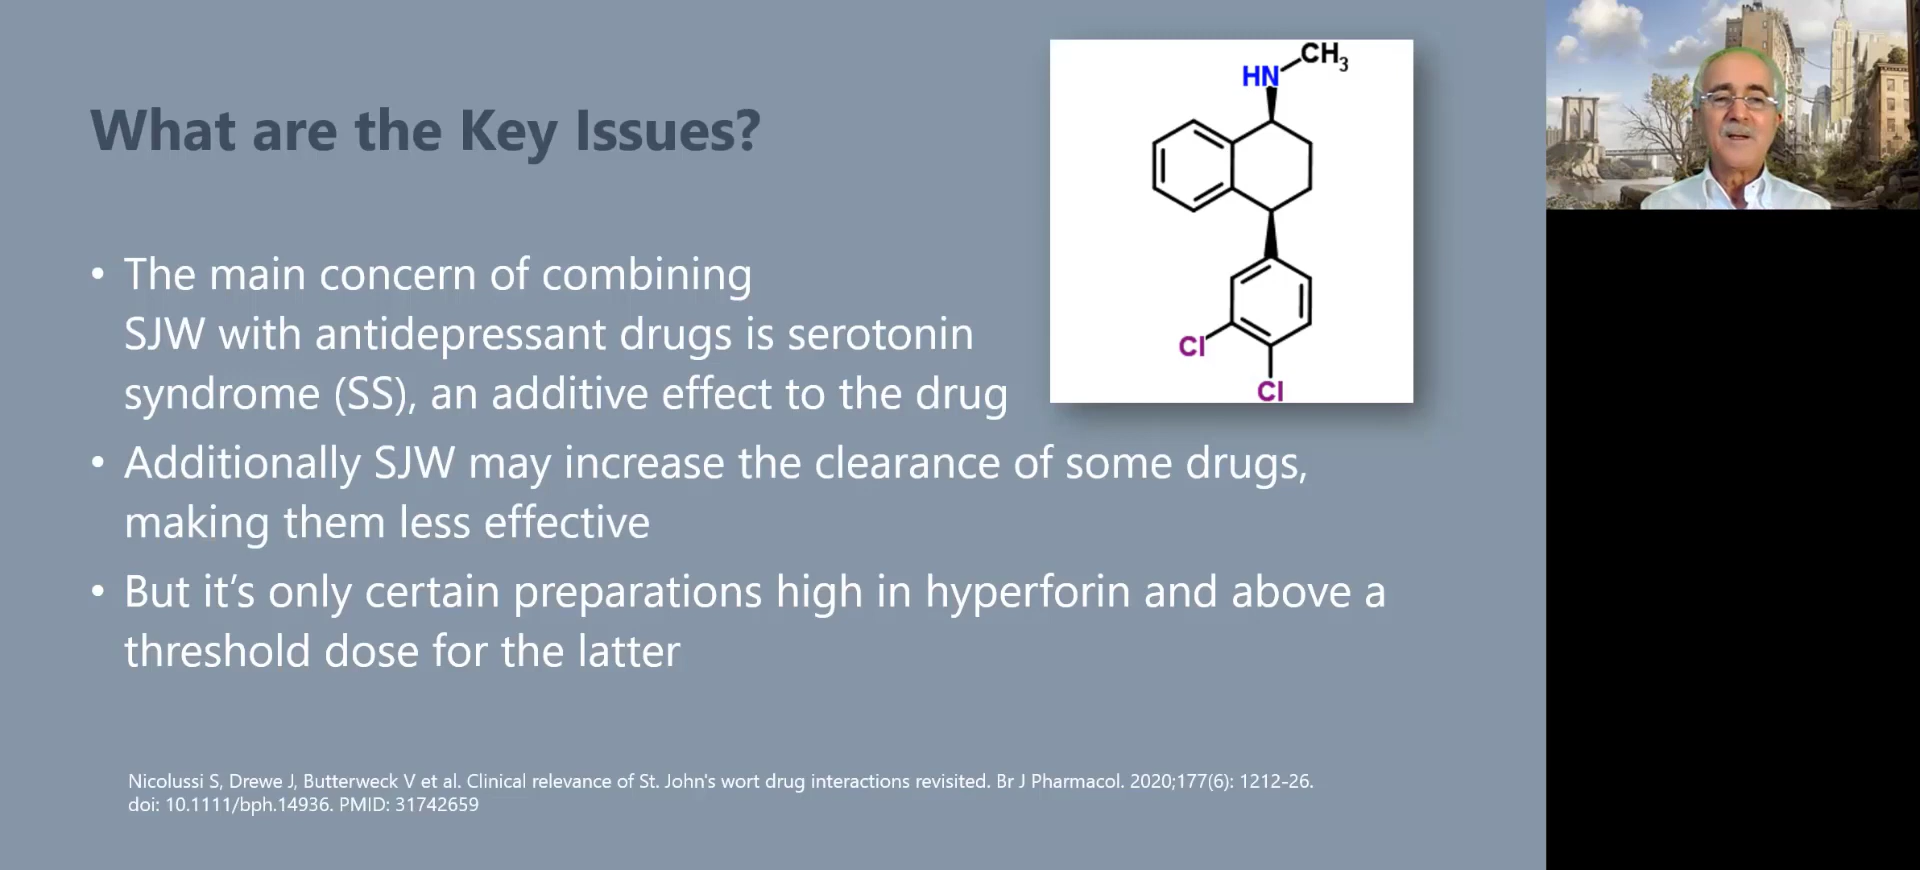 What are the Key Issues?
• The main concern of combining
SJW with antidepressant drugs is serotonin
syndrome (SS), an additive effect to the drug
• Additionally SJW may increase the clearance of some drugs,
making them less effective
• But it’s only certain preparations high in hyperforin and above a
threshold dose for the latter
HN
CH3
Cl
Cl
Nicolussi S, Drewe J, Butterweck V et al. Clinical relevance of St. John's wort drug interactions revisited. Br J Pharmacol. 2020;177(6): 1212-26.
doi: 10.1111/bph.14936. PMID: 31742659